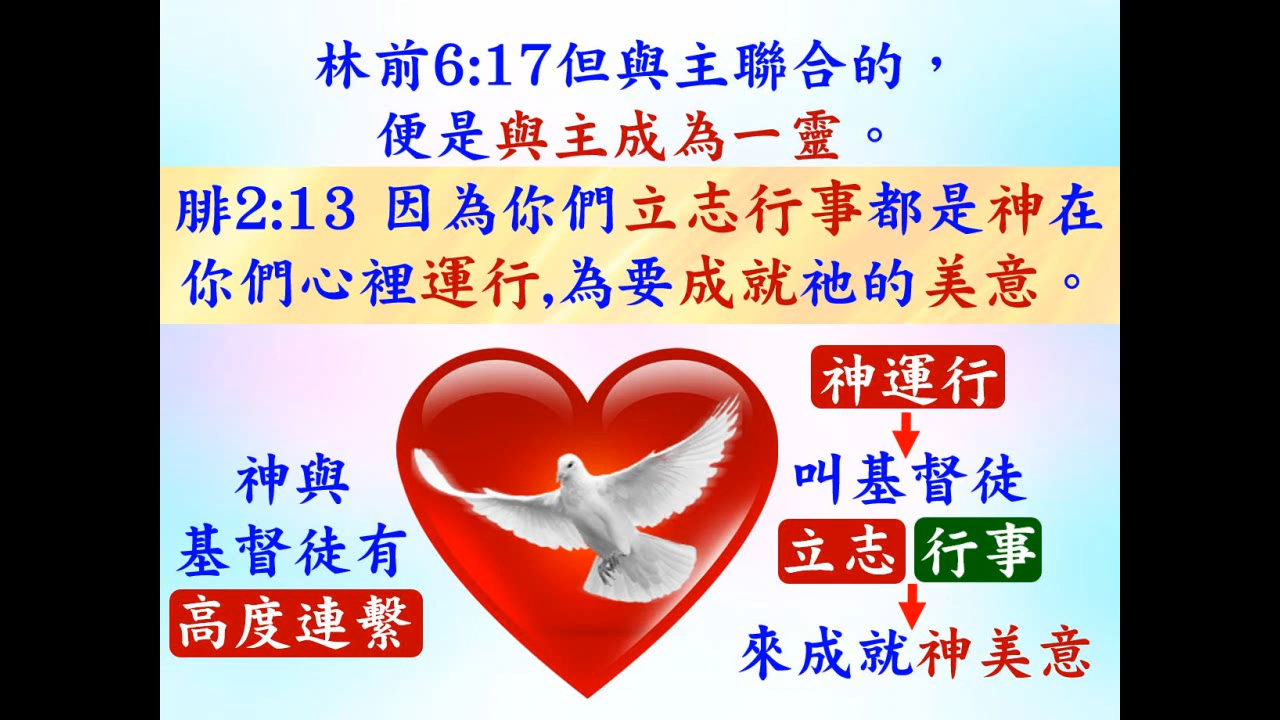 林前6:17但與主聯合的，
便是與主成為一靈。
腓2:13 因為你們立志行事都是神在
你們心裡運行,為要成就祂的美意。
神與
基督徒有
高度連繫
神運行
叫基督徒
立志 行事
來成就神美意